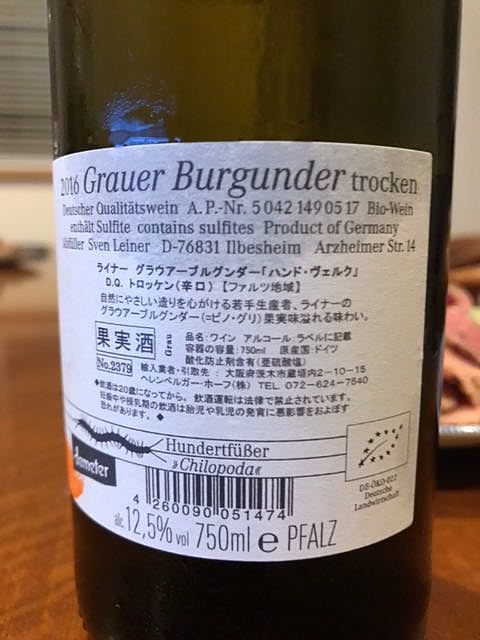 2016 Grauer Burgunder trocken
Deutscher Qualitätswein A. P.-Nr. 5 042 149 05 17 Bio-Wein
enthält Sulfite contains sulfites Product of Germany
Abfüller Sven Leiner D-76831 Ilbesheim Arzheimer Str. 14
ライナー グラウアーブルグンダー「ハンド・ヴェルク」
D.Q. トロッケン(辛口)【ファルツ地域】
自然にやさしい造りを心がける若手生産者、ライナーの
グラウアーブルグンダー(=ピノ・グリ)果実味溢れる味わい。
果実酒
Grau
品名:ワイン アルコール:ラベルに記載
容器の容量:750ml 原産国:ドイツ
酸化防止剤含有(亜硫酸塩)
No.2379
輸入業者・引取先 : 大阪府茨木市蔵垣内2-10-15
ヘレンベルガー・ホーフ(株) TEL 072-624-7540
◆飲酒は20歳になってから。飲酒運転は法律で禁止されています。
妊娠中や授乳期の飲酒は胎児や乳児の発育に悪影響をおよぼす
恐れがあります。◆
Hundertfüßer
»Chilopoda«
demeter
DE-ÖKO-022
Deutsche
Landwirtschaft
4 260090 051474
alc. 12,5% vol 750ml e PFALZ